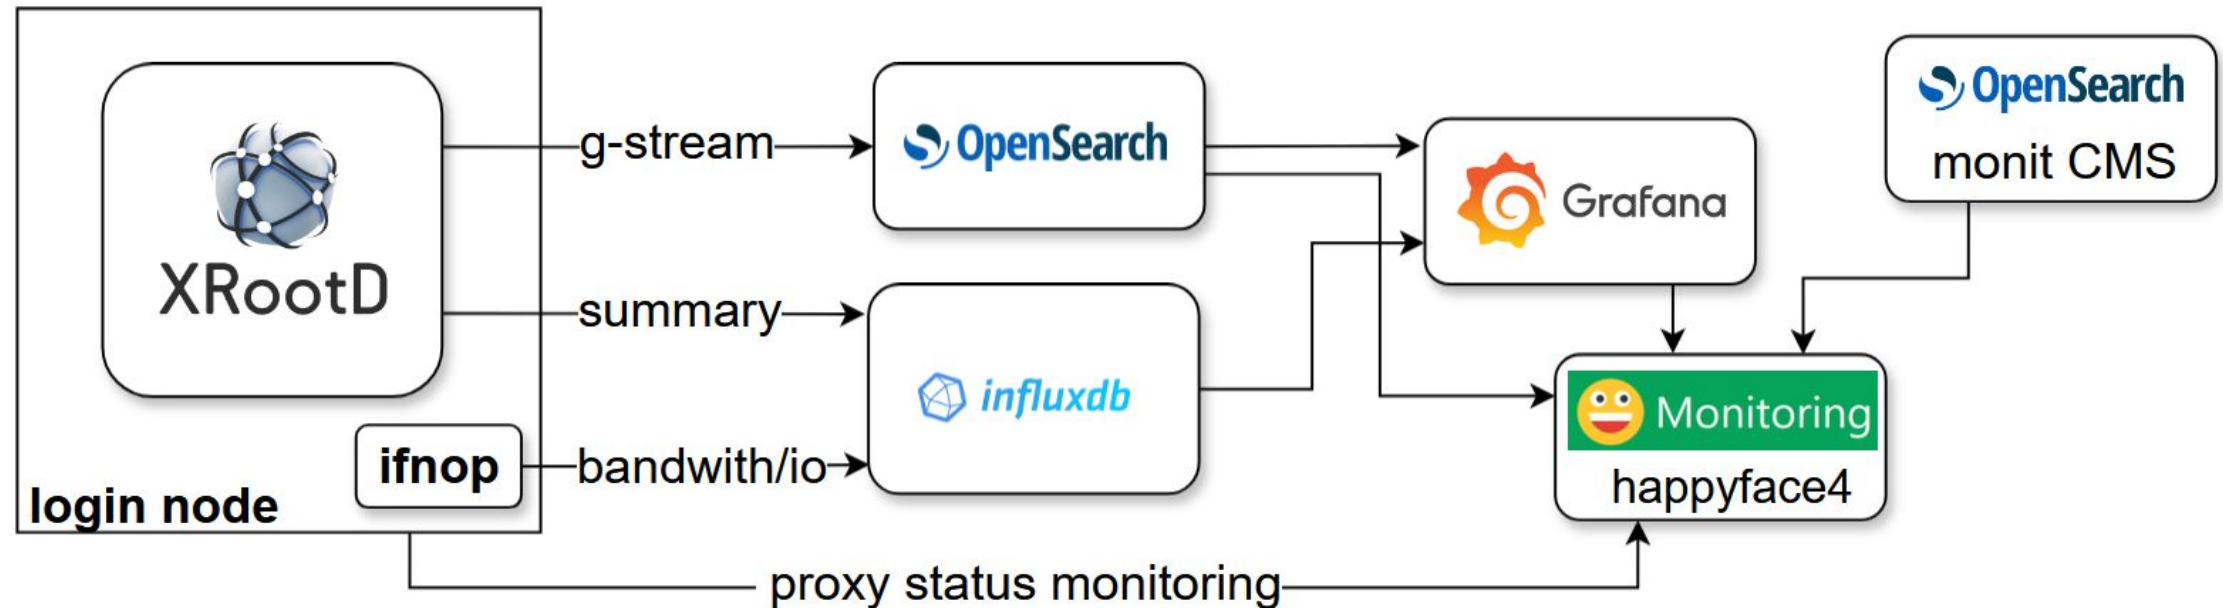 XRootD
ifnop
login node
g-stream
summary
bandwith/io
proxy status monitoring
OpenSearch
influxdb
Grafana
OpenSearch
monit CMS
Monitoring
happyface4